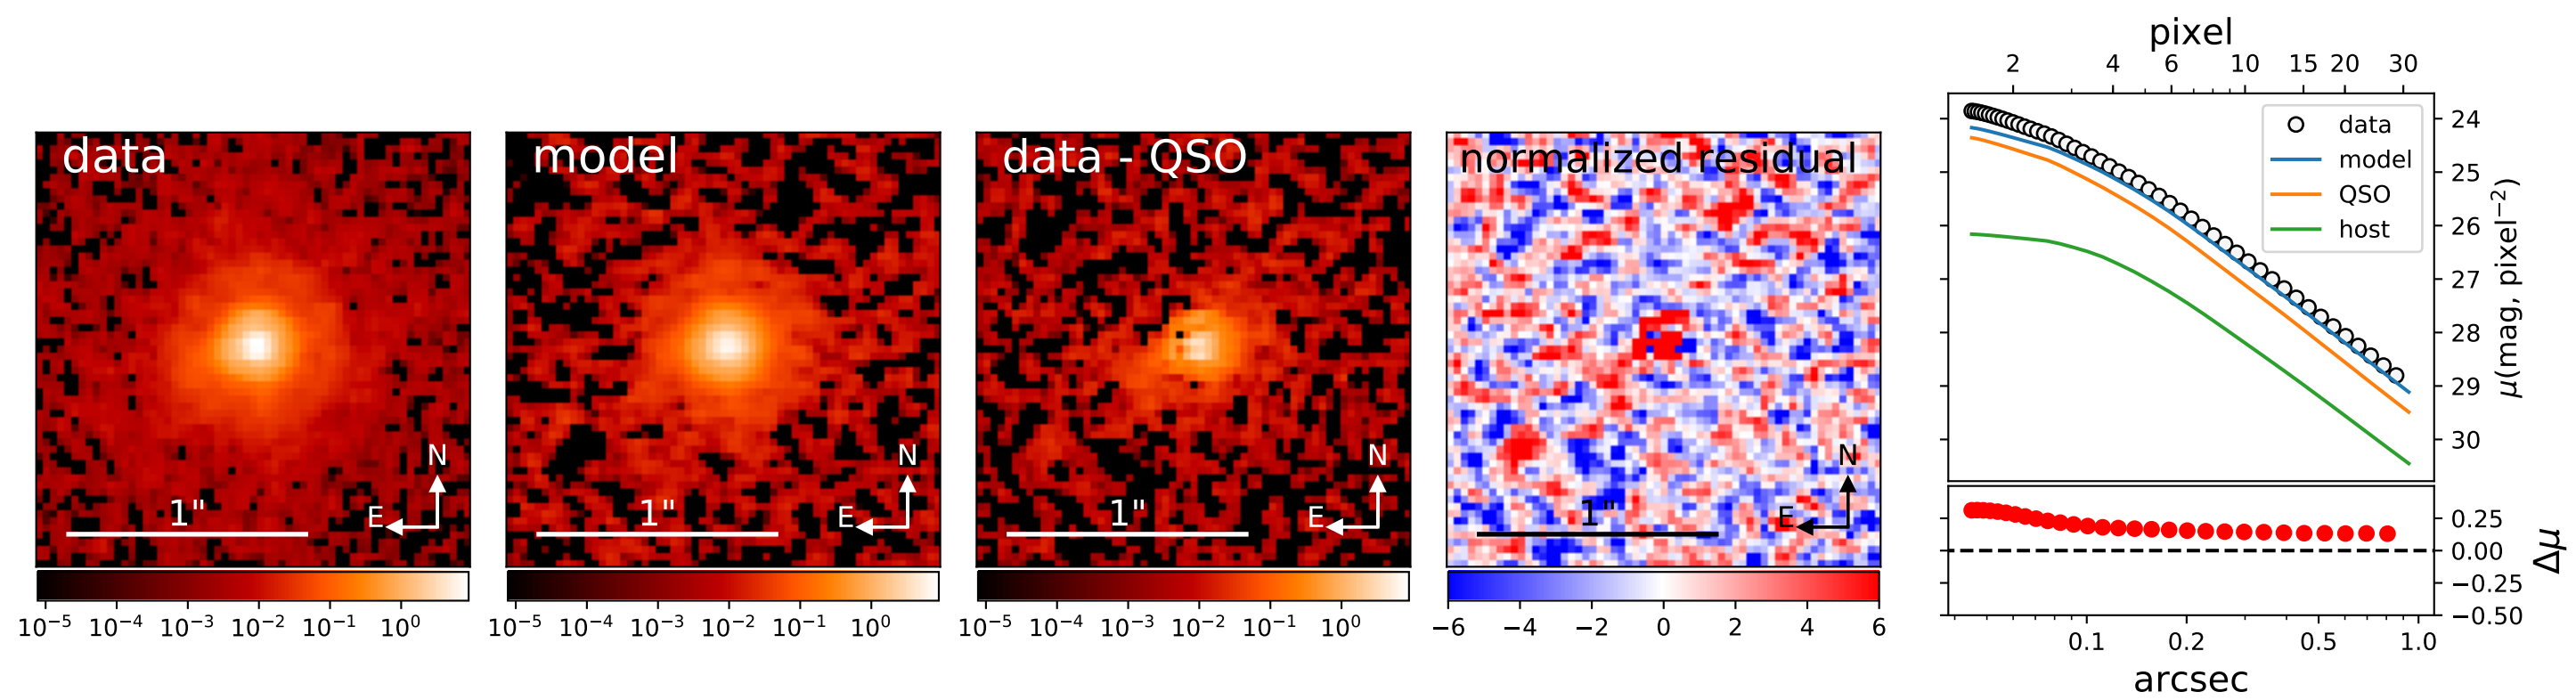 data
N
E
1"
10⁻⁵ 10⁻⁴ 10⁻³ 10⁻² 10⁻¹ 10⁰
model
N
E
1"
10⁻⁵ 10⁻⁴ 10⁻³ 10⁻² 10⁻¹ 10⁰
data - QSO
N
E
1"
10⁻⁵ 10⁻⁴ 10⁻³ 10⁻² 10⁻¹ 10⁰
normalized residual
N
E
1"
−6 −4 −2 0 2 4 6
pixel
2 4 6 10 15 20 30
data
model
QSO
host
24
25
26
27
28
29
30
μ(mag, pixel⁻²)
0.25
0.00
−0.25
−0.50
Δμ
0.1 0.2 0.5 1.0
arcsec